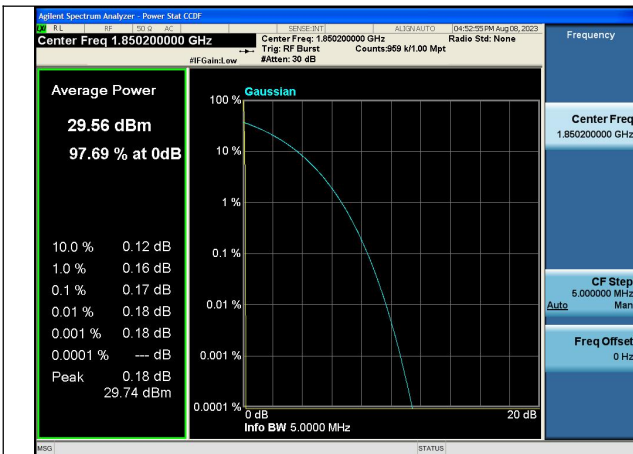 Agilent Spectrum Analyzer - Power Stat CCDF
RL RF 50 Ω AC SENSE:INT ALIGN AUTO 04:52:55 PM Aug 08, 2023
Center Freq 1.850200000 GHz
Center Freq: 1.850200000 GHz Radio Std: None
Trig: RF Burst Counts:959 k/1.00 Mpt
#IFGain:Low #Atten: 30 dB
Frequency
Average Power
29.56 dBm
97.69 % at 0dB
10.0 % 0.12 dB
1.0 % 0.16 dB
0.1 % 0.17 dB
0.01 % 0.18 dB
0.001 % 0.18 dB
0.0001 % --- dB
Peak 0.18 dB
29.74 dBm
Gaussian
100 %
10 %
1 %
0.1 %
0.01 %
0.001 %
0.0001 %
0 dB 20 dB
Info BW 5.0000 MHz
Center Freq
1.850200000 GHz
CF Step
5.000000 MHz
Auto Man
Freq Offset
0 Hz
MSG STATUS